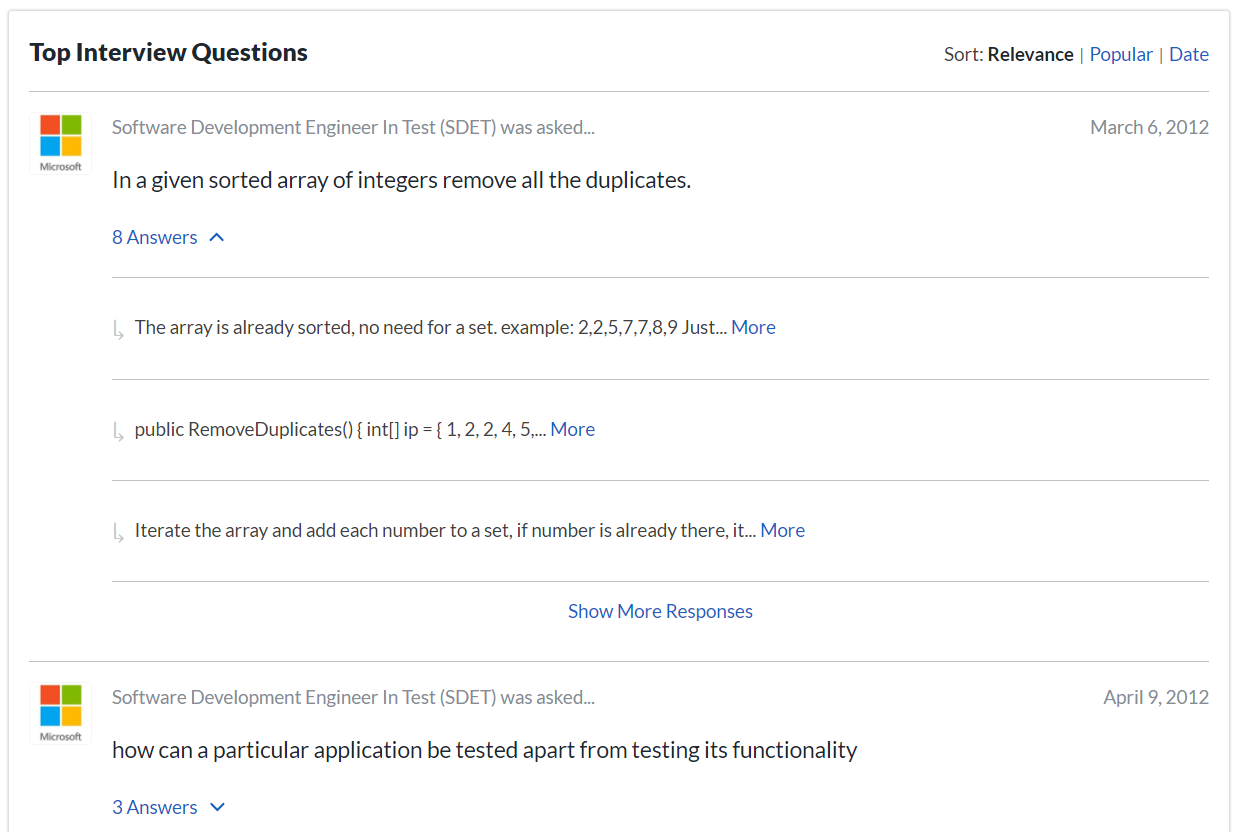 Top Interview Questions
Sort: Relevance | Popular | Date
Microsoft
Software Development Engineer In Test (SDET) was asked...
March 6, 2012
In a given sorted array of integers remove all the duplicates.
8 Answers
The array is already sorted, no need for a set. example: 2,2,5,7,7,8,9 Just... More
public RemoveDuplicates() { int[] ip = { 1, 2, 2, 4, 5,... More
Iterate the array and add each number to a set, if number is already there, it... More
Show More Responses
Microsoft
Software Development Engineer In Test (SDET) was asked...
April 9, 2012
how can a particular application be tested apart from testing its functionality
3 Answers